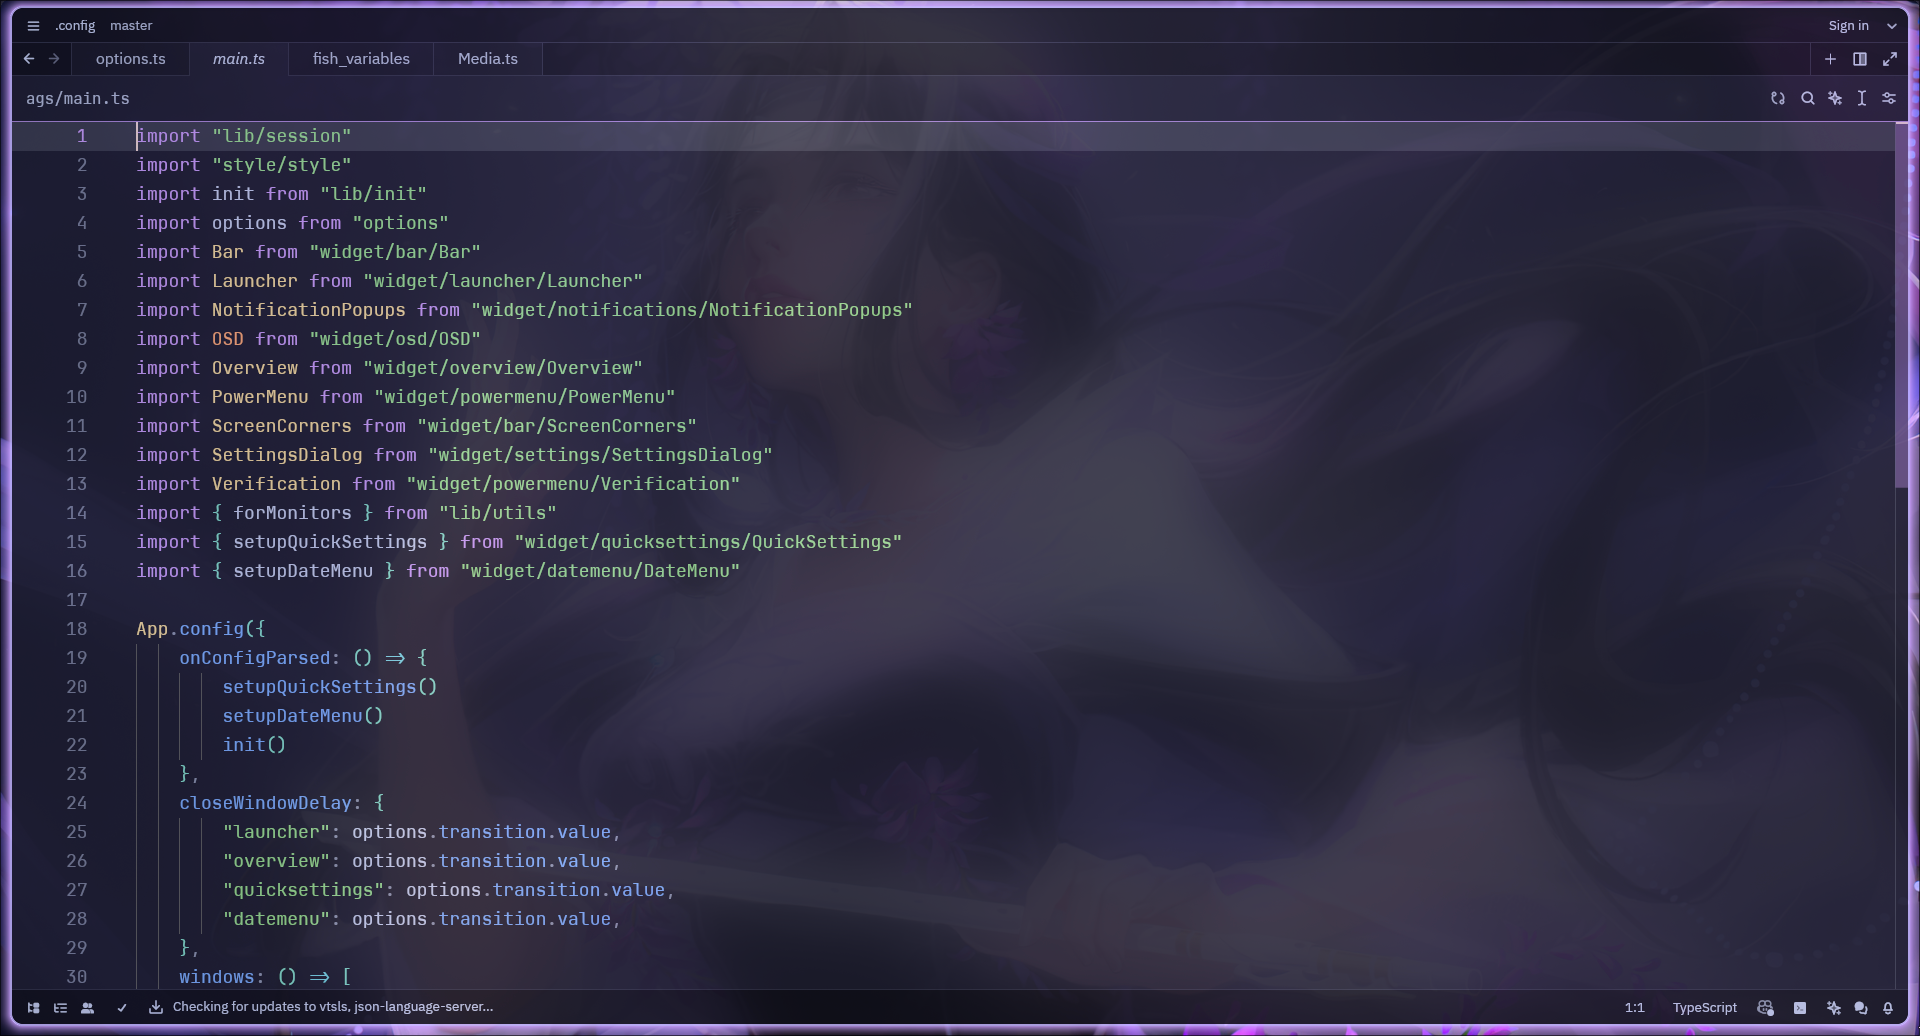 .config master Sign in
options.ts main.ts fish_variables Media.ts
ags/main.ts
1 import "lib/session"
2 import "style/style"
3 import init from "lib/init"
4 import options from "options"
5 import Bar from "widget/bar/Bar"
6 import Launcher from "widget/launcher/Launcher"
7 import NotificationPopups from "widget/notifications/NotificationPopups"
8 import OSD from "widget/osd/OSD"
9 import Overview from "widget/overview/Overview"
10 import PowerMenu from "widget/powermenu/PowerMenu"
11 import ScreenCorners from "widget/bar/ScreenCorners"
12 import SettingsDialog from "widget/settings/SettingsDialog"
13 import Verification from "widget/powermenu/Verification"
14 import { forMonitors } from "lib/utils"
15 import { setupQuickSettings } from "widget/quicksettings/QuickSettings"
16 import { setupDateMenu } from "widget/datemenu/DateMenu"
17
18 App.config({
19 onConfigParsed: () => {
20 setupQuickSettings()
21 setupDateMenu()
22 init()
23 },
24 closeWindowDelay: {
25 "launcher": options.transition.value,
26 "overview": options.transition.value,
27 "quicksettings": options.transition.value,
28 "datemenu": options.transition.value,
29 },
30 windows: () => [
Checking for updates to vtsls, json-language-server... 1:1 TypeScript